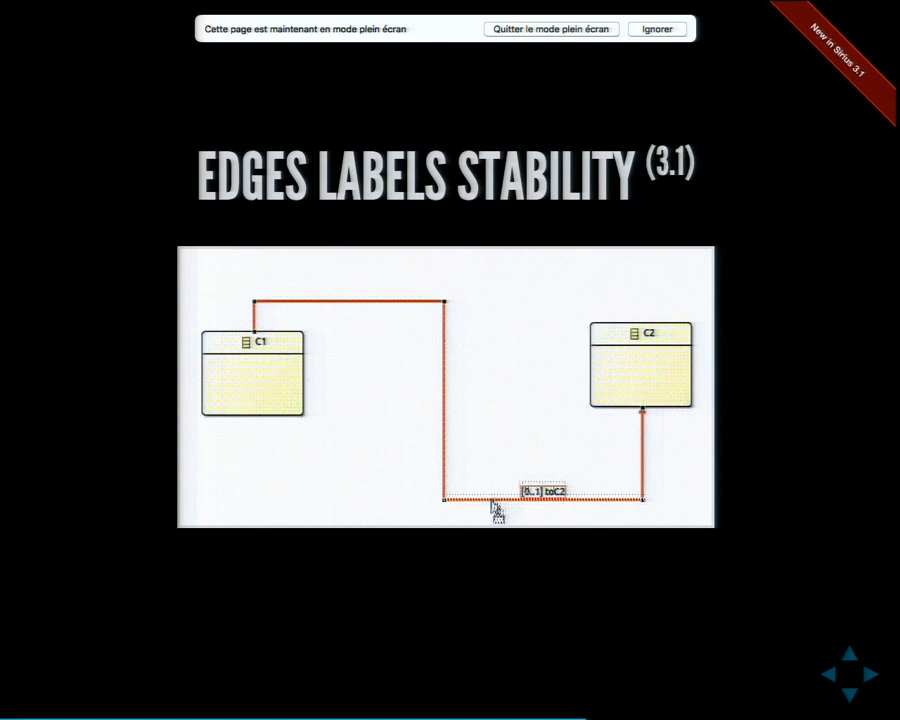 Cette page est maintenant en mode plein écran
Quitter le mode plein écran
Ignorer
New in Sirius 3.1
EDGES LABELS STABILITY (3.1)
C1
C2
[0..1] toC2